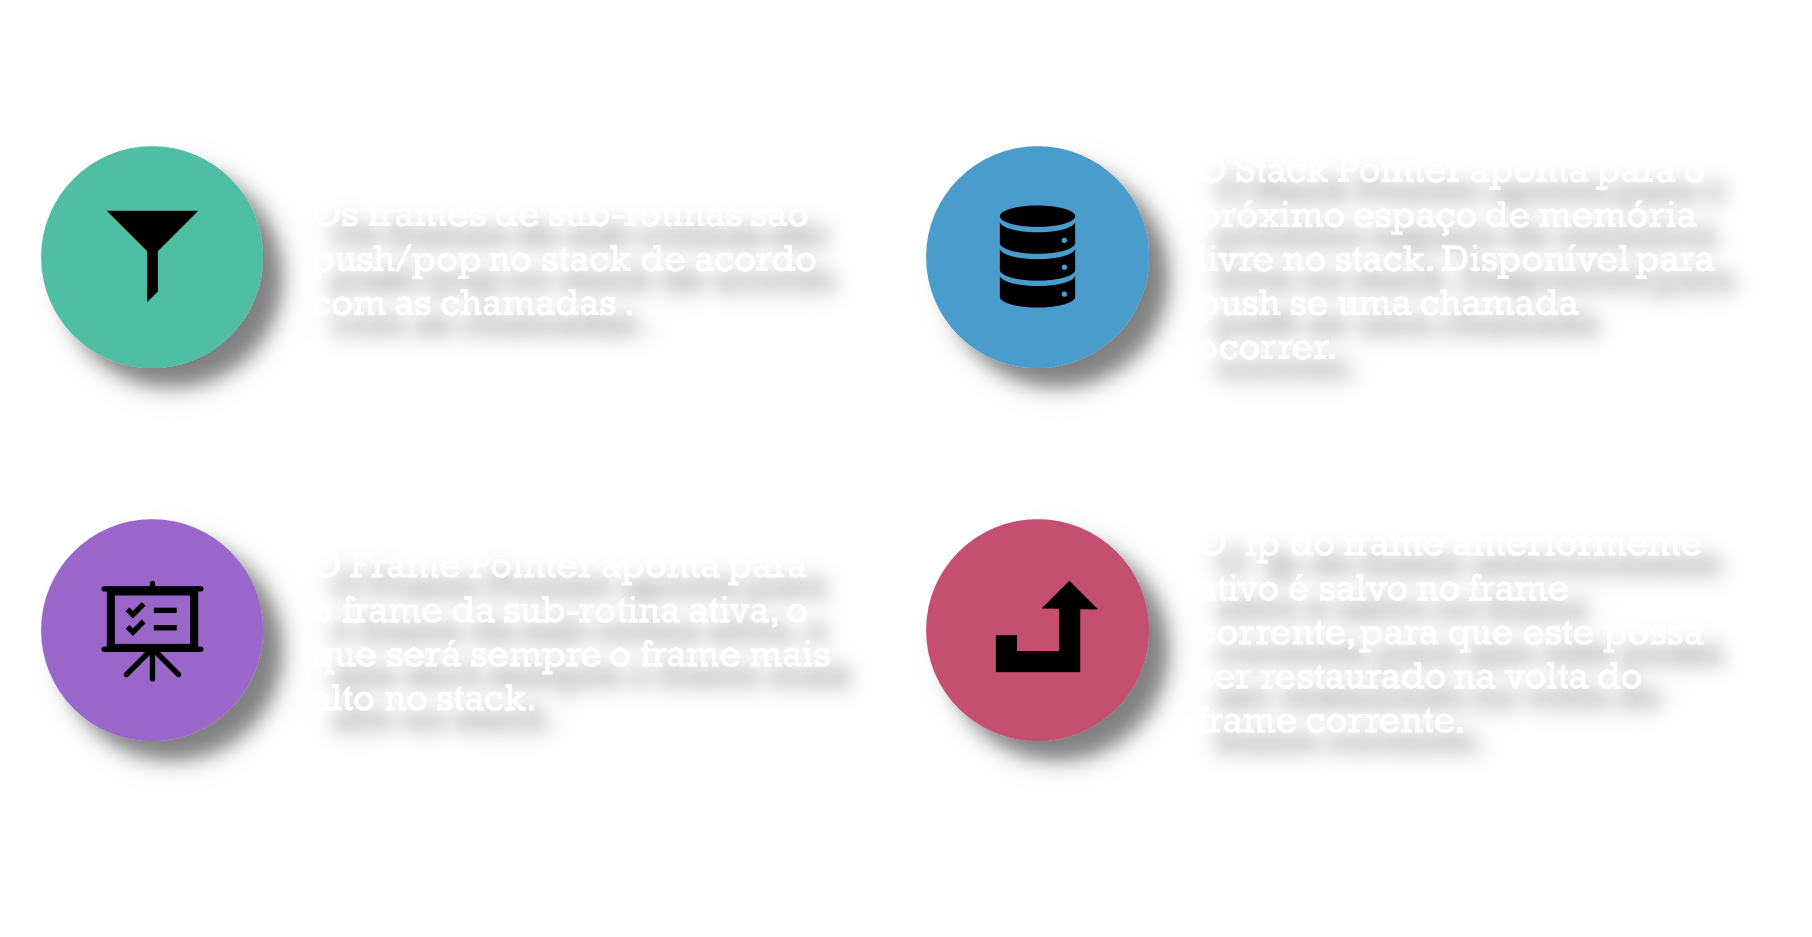 Os frames de sub-rotinas são
push/pop no stack de acordo
com as chamadas .
O Stack Pointer aponta para o
próximo espaço de memória
livre no stack. Disponível para
push se uma chamada
ocorrer.
O Frame Pointer aponta para
o frame da sub-rotina ativa, o
que será sempre o frame mais
alto no stack.
O fp do frame anteriormente
ativo é salvo no frame
corrente, para que este possa
ser restaurado na volta do
frame corrente.